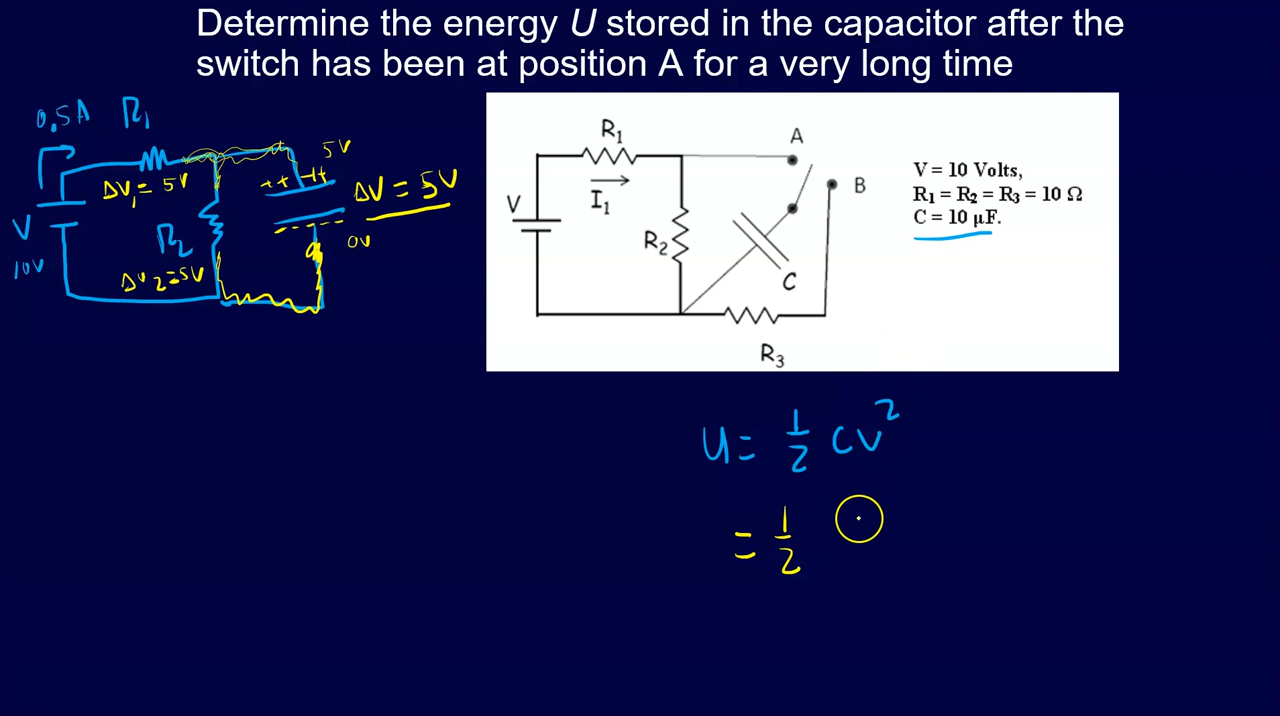 Determine the energy U stored in the capacitor after the
switch has been at position A for a very long time
0.5A R₁
ΔV₁ = 5V
V
10V
R₂
ΔV₂=5V
5V
++ ++
ΔV = 5V
0V
R₁
I₁
V
R₂
C
R₃
A
B
V = 10 Volts,
R₁ = R₂ = R₃ = 10 Ω
C = 10 μF.
U = 1/2 CV²
= 1/2